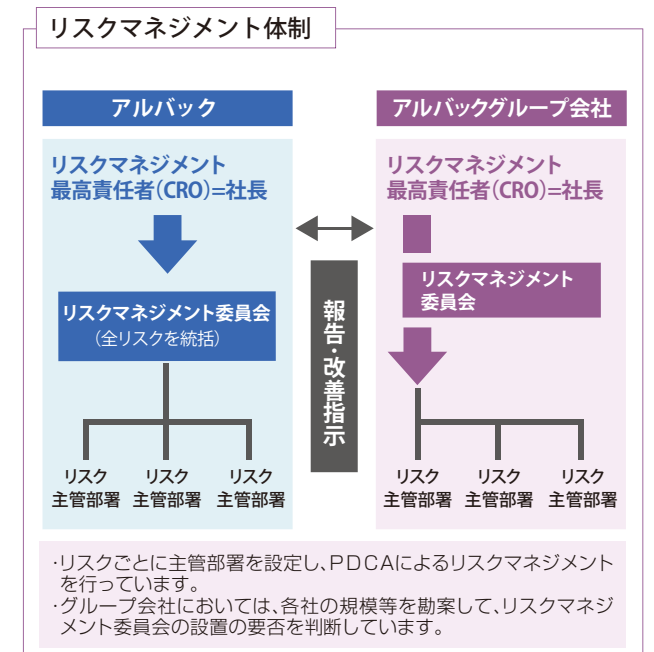 リスクマネジメント体制
アルバック
リスクマネジメント
最高責任者(CRO)=社長
リスクマネジメント委員会
(全リスクを統括)
リスク
主管部署
リスク
主管部署
リスク
主管部署
報告・改善指示
アルバックグループ会社
リスクマネジメント
最高責任者(CRO)=社長
リスクマネジメント
委員会
リスク
主管部署
リスク
主管部署
リスク
主管部署
・リスクごとに主管部署を設定し、PDCAによるリスクマネジメント
を行っています。
・グループ会社においては、各社の規模等を勘案して、リスクマネジ
メント委員会の設置の要否を判断しています。